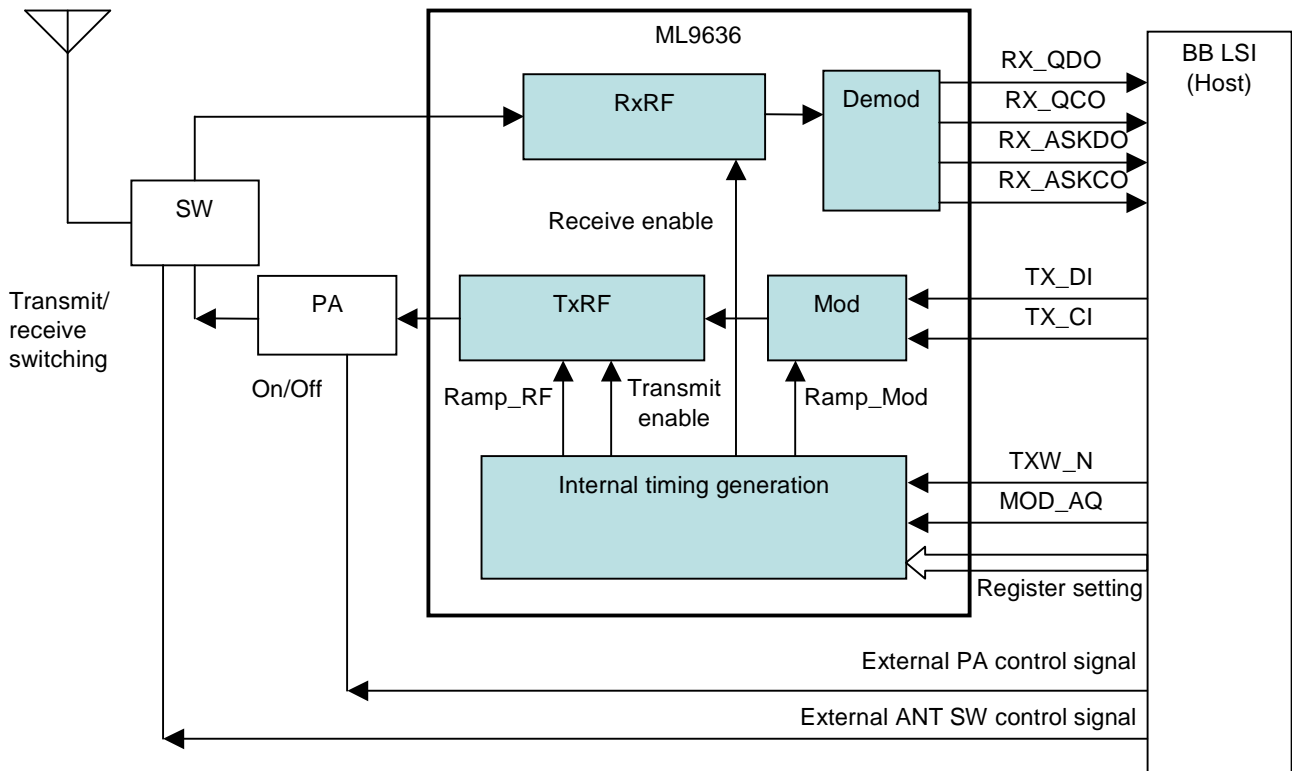 ML9636
BB LSI
(Host)
RxRF
Demod
RX_QDO
RX_QCO
RX_ASKDO
RX_ASKCO
SW
Receive enable
Transmit/
receive
switching
PA
TxRF
Mod
TX_DI
TX_CI
On/Off
Ramp_RF
Transmit
enable
Ramp_Mod
Internal timing generation
TXW_N
MOD_AQ
Register setting
External PA control signal
External ANT SW control signal